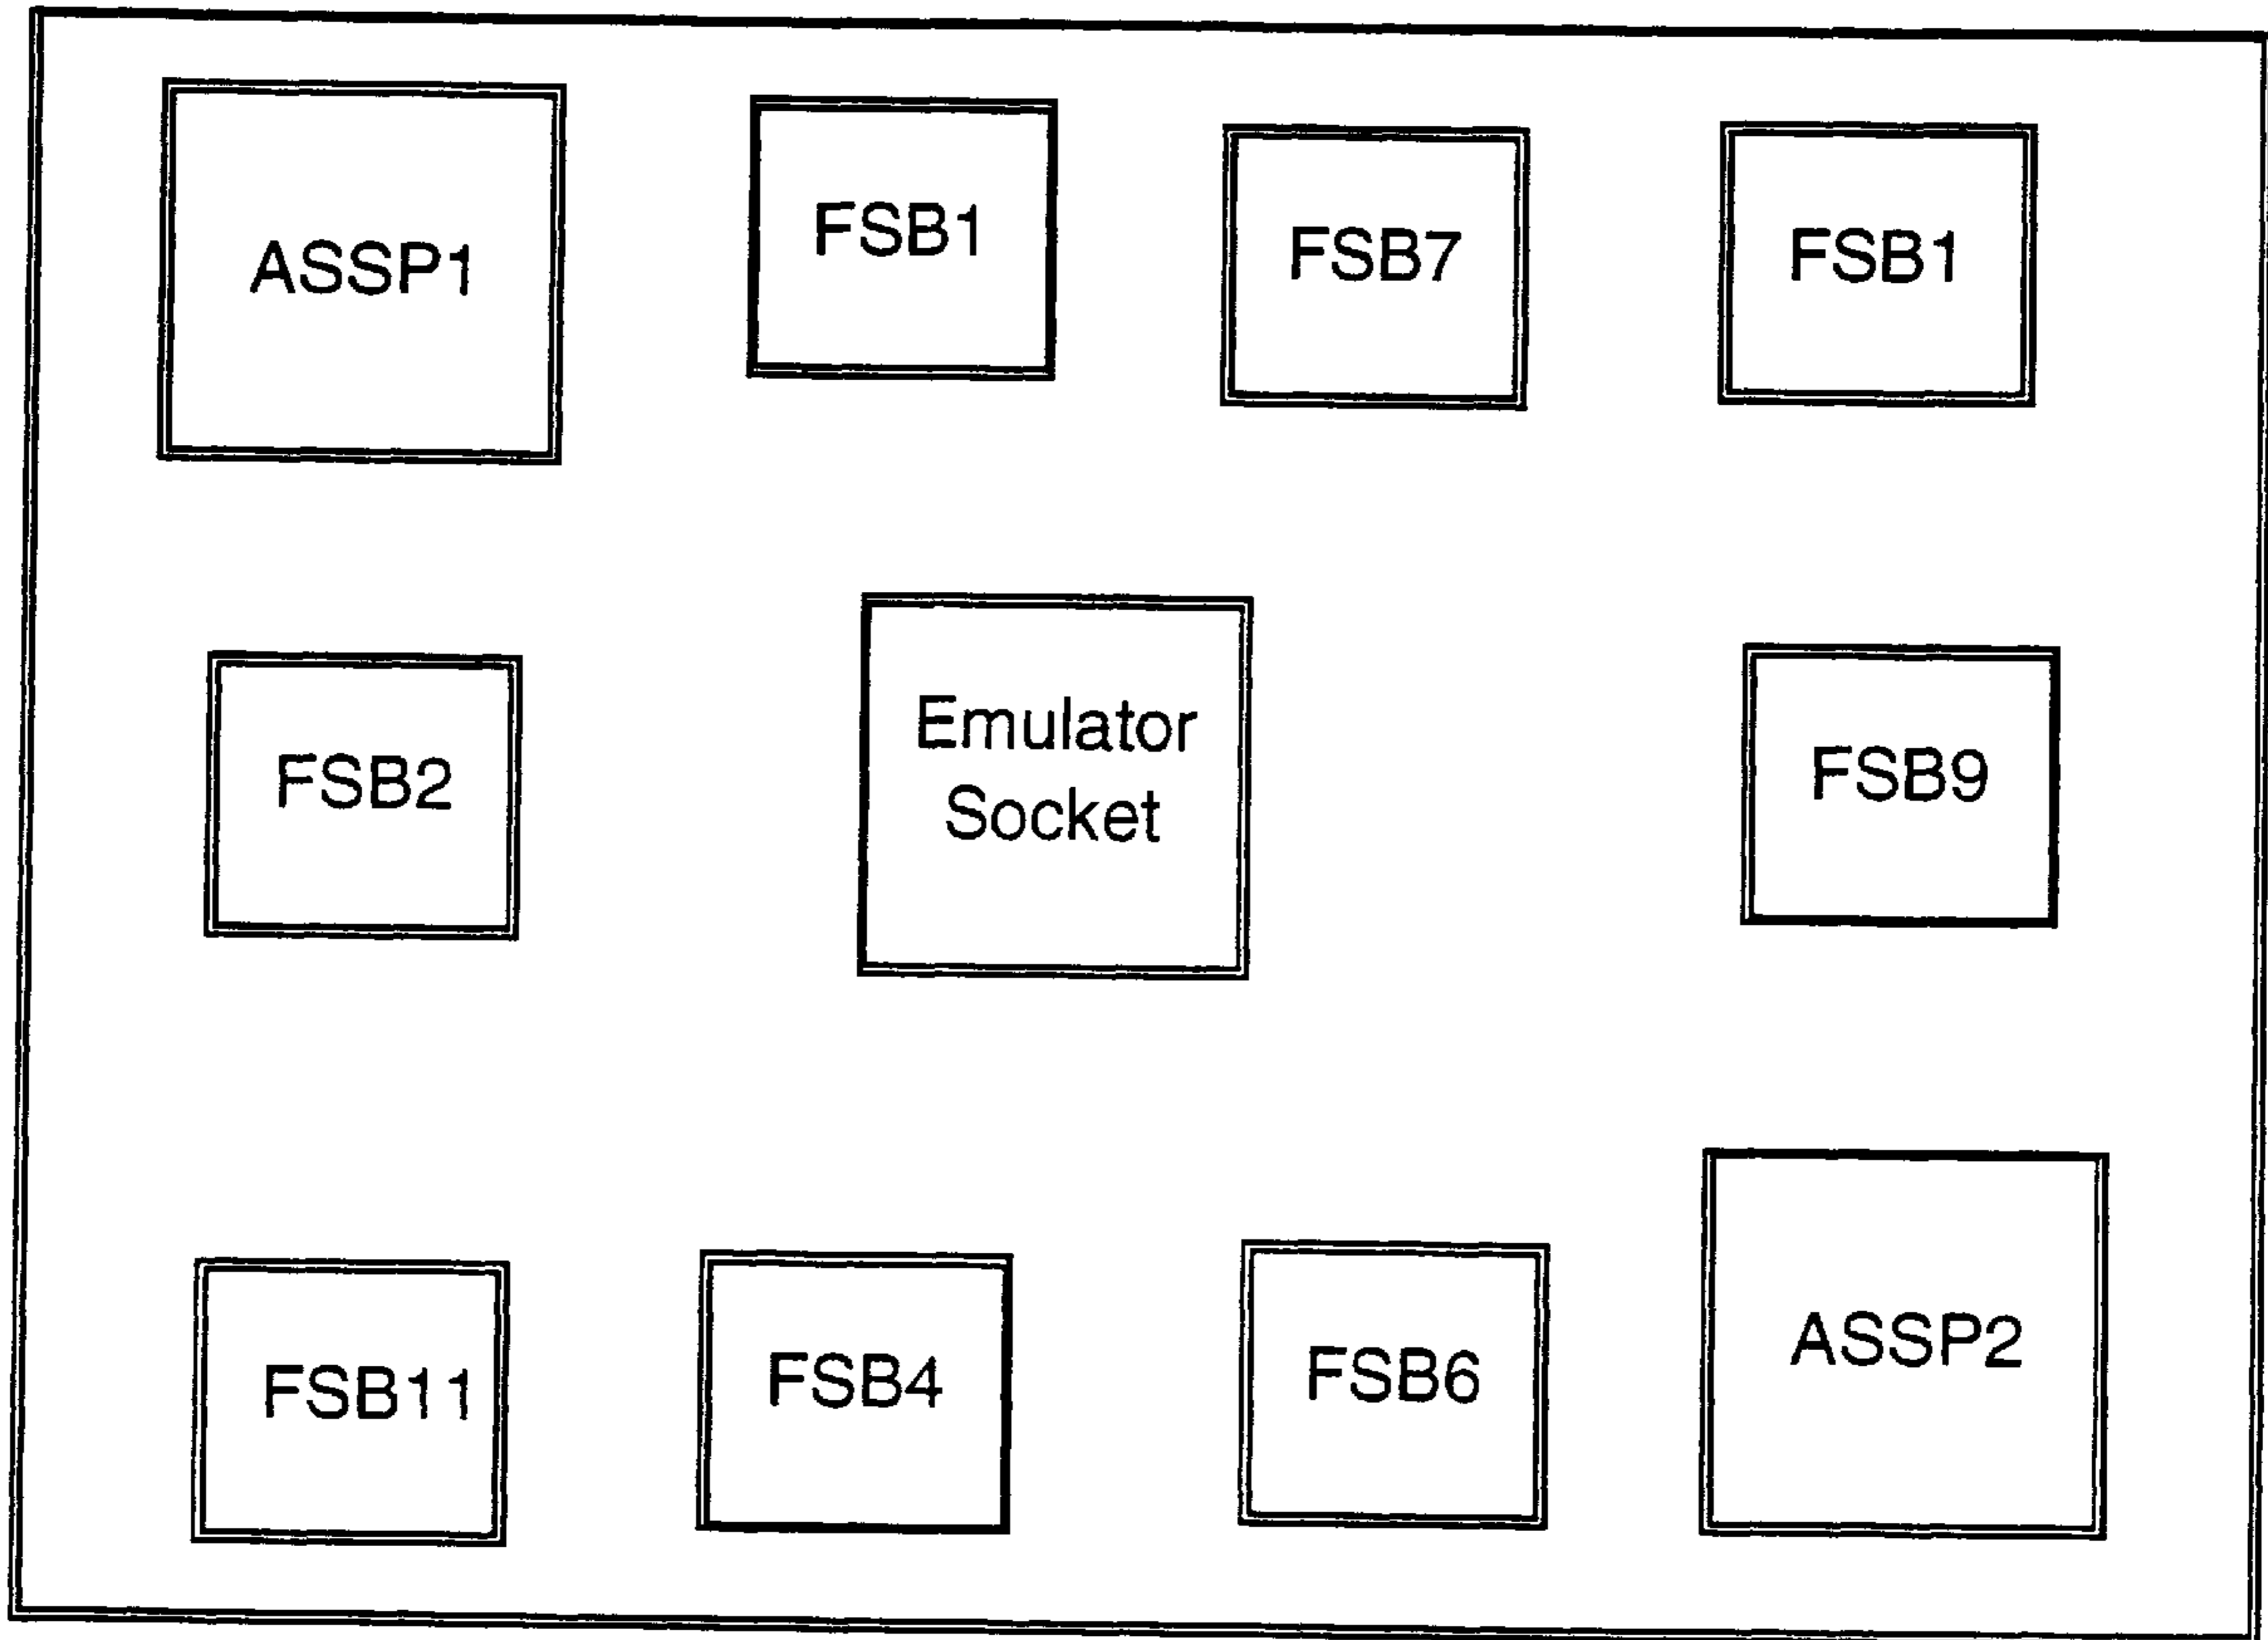 ASSP1
FSB1
FSB7
FSB1
FSB2
Emulator
Socket
FSB9
FSB11
FSB4
FSB6
ASSP2